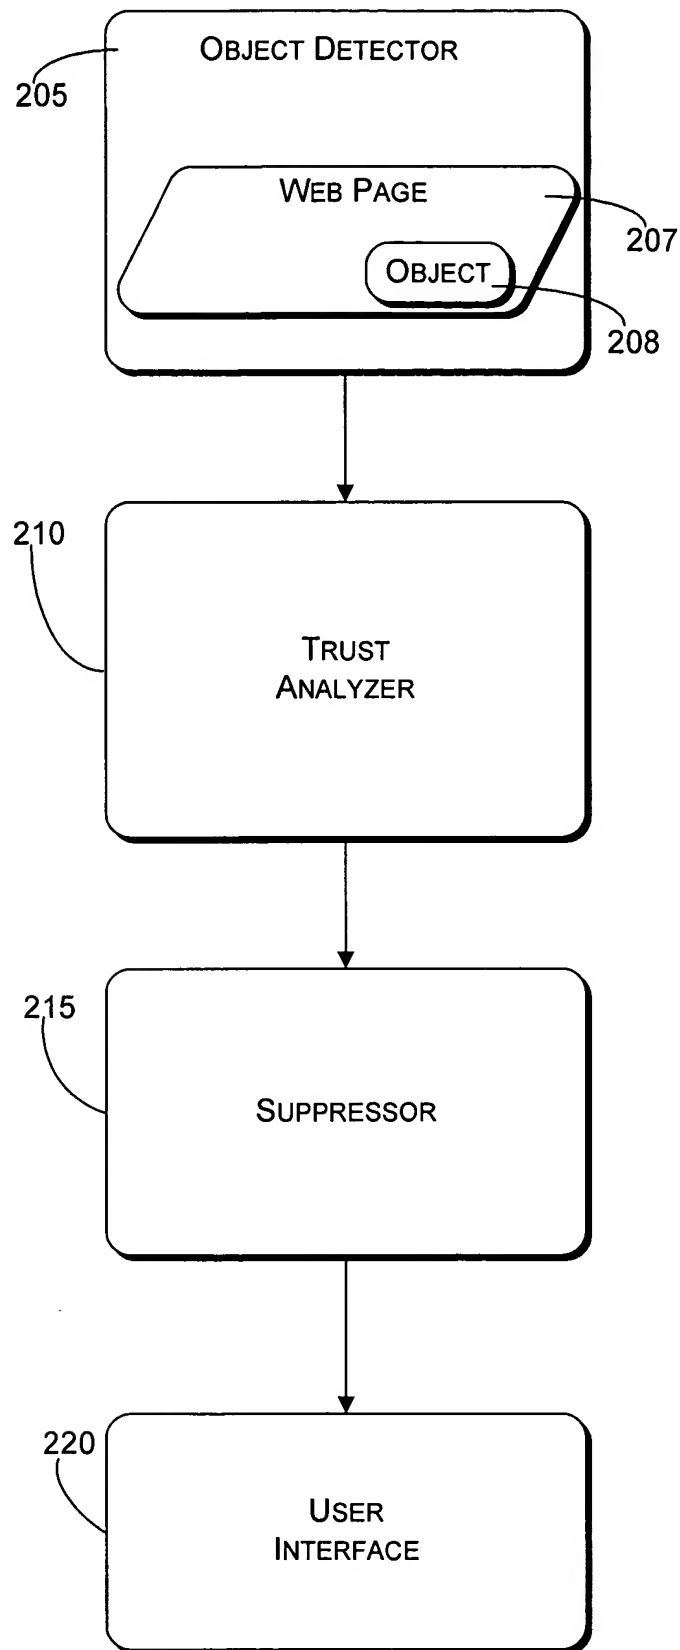 OBJECT DETECTOR
205
WEB PAGE
207
OBJECT
208
210
TRUST
ANALYZER
215
SUPPRESSOR
220
USER
INTERFACE